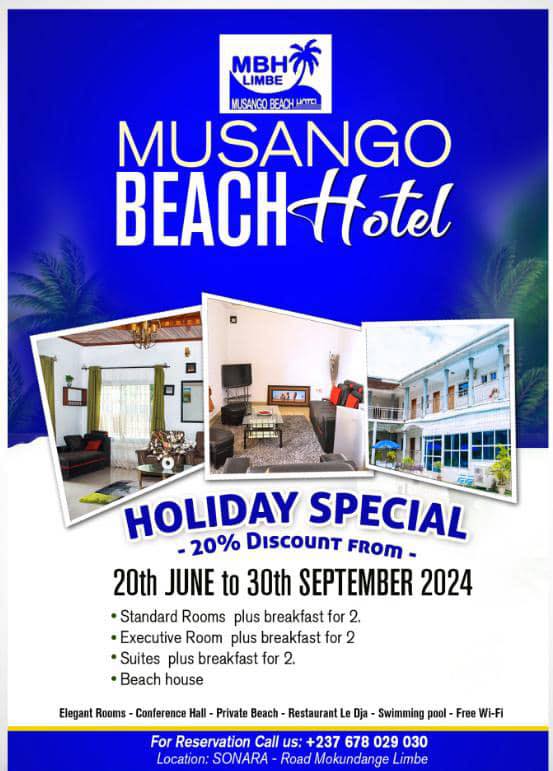 MBH
LIMBE
MUSANGO BEACH HOTEL
MUSANGO
BEACH Hotel
HOLIDAY SPECIAL
- 20% DISCOUNT FROM -
20th JUNE to 30th SEPTEMBER 2024
• Standard Rooms plus breakfast for 2.
• Executive Room plus breakfast for 2
• Suites plus breakfast for 2.
• Beach house
Elegant Rooms - Conference Hall - Private Beach - Restaurant Le Dja - Swimming pool - Free Wi-Fi
For Reservation Call us: +237 678 029 030
Location: SONARA - Road Mokundange Limbe